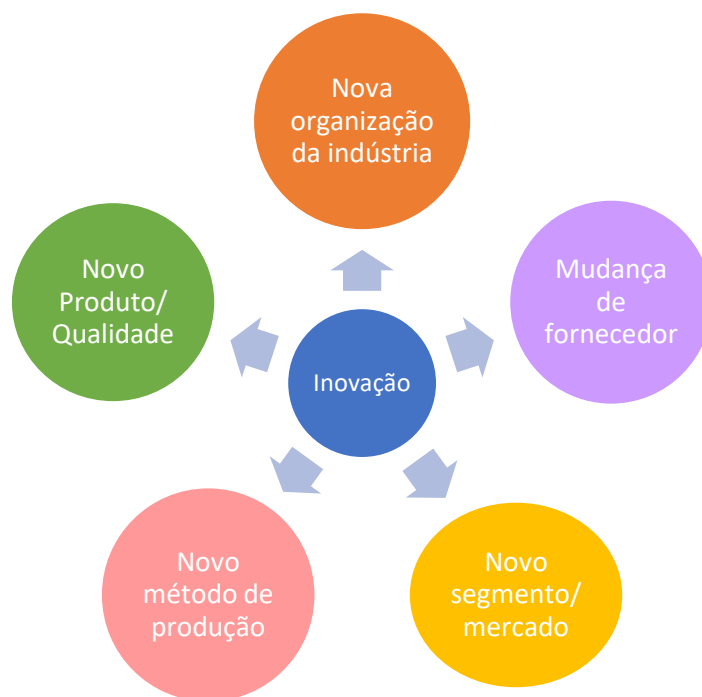 Nova
organização
da indústria
Novo
Produto/
Qualidade
Mudança
de
fornecedor
Inovação
Novo
método de
produção
Novo
segmento/
mercado